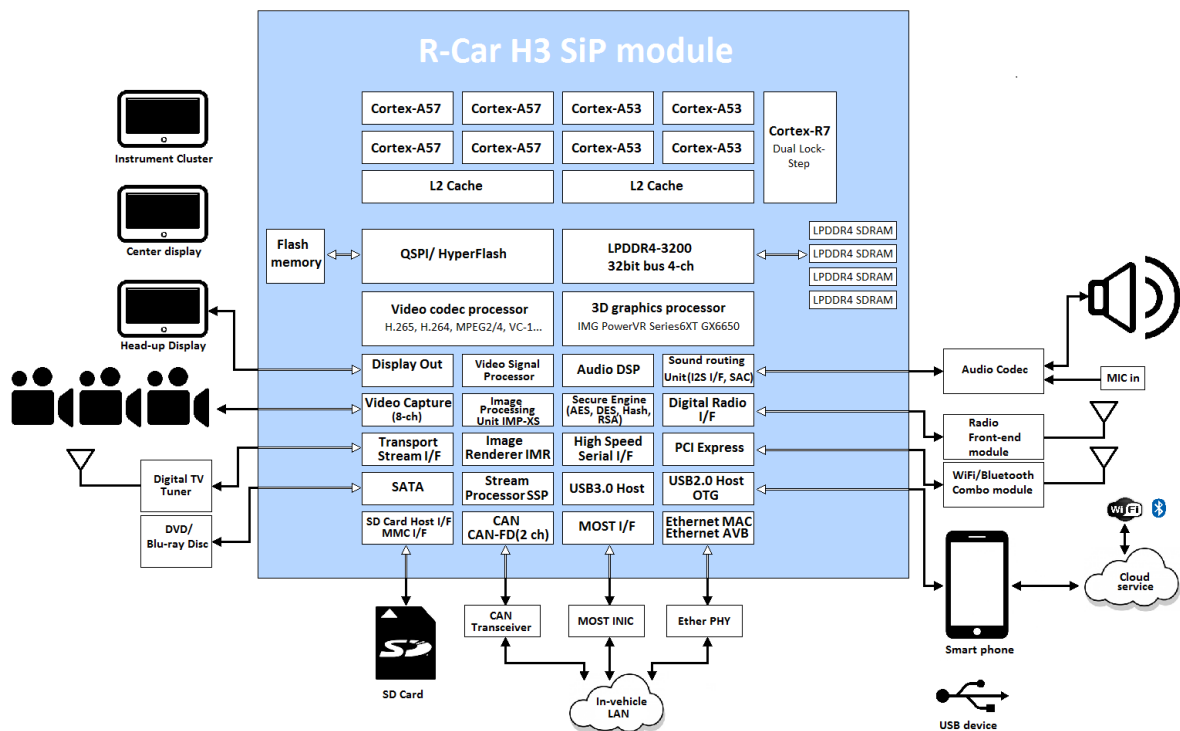 R-Car H3 SiP module
Cortex-A57
Cortex-A57
Cortex-A53
Cortex-A53
Cortex-R7
Dual Lock-
Step
Cortex-A57
Cortex-A57
Cortex-A53
Cortex-A53
L2 Cache
L2 Cache
Instrument Cluster
Center display
Head-up Display
Flash
memory
QSPI/ HyperFlash
LPDDR4-3200
32bit bus 4-ch
LPDDR4 SDRAM
LPDDR4 SDRAM
LPDDR4 SDRAM
LPDDR4 SDRAM
Video codec processor
H.265, H.264, MPEG2/4, VC-1...
3D graphics processor
IMG PowerVR Series6XT GX6650
Display Out
Video Signal
Processor
Audio DSP
Sound routing
Unit(I2S I/F, SAC)
Audio Codec
MIC in
Video Capture
(8-ch)
Image
Processing
Unit IMP-XS
Secure Engine
(AES, DES, Hash,
RSA)
Digital Radio
I/F
Radio
Front-end
module
Transport
Stream I/F
Image
Renderer IMR
High Speed
Serial I/F
PCI Express
WiFi/Bluetooth
Combo module
Digital TV
Tuner
SATA
Stream
Processor SSP
USB3.0 Host
USB2.0 Host
OTG
DVD/
Blu-ray Disc
SD Card Host I/F
MMC I/F
CAN
CAN-FD(2 ch)
MOST I/F
Ethernet MAC
Ethernet AVB
WiFi
Cloud
service
Smart phone
SD
SD Card
CAN
Transceiver
MOST INIC
Ether PHY
In-vehicle
LAN
USB device